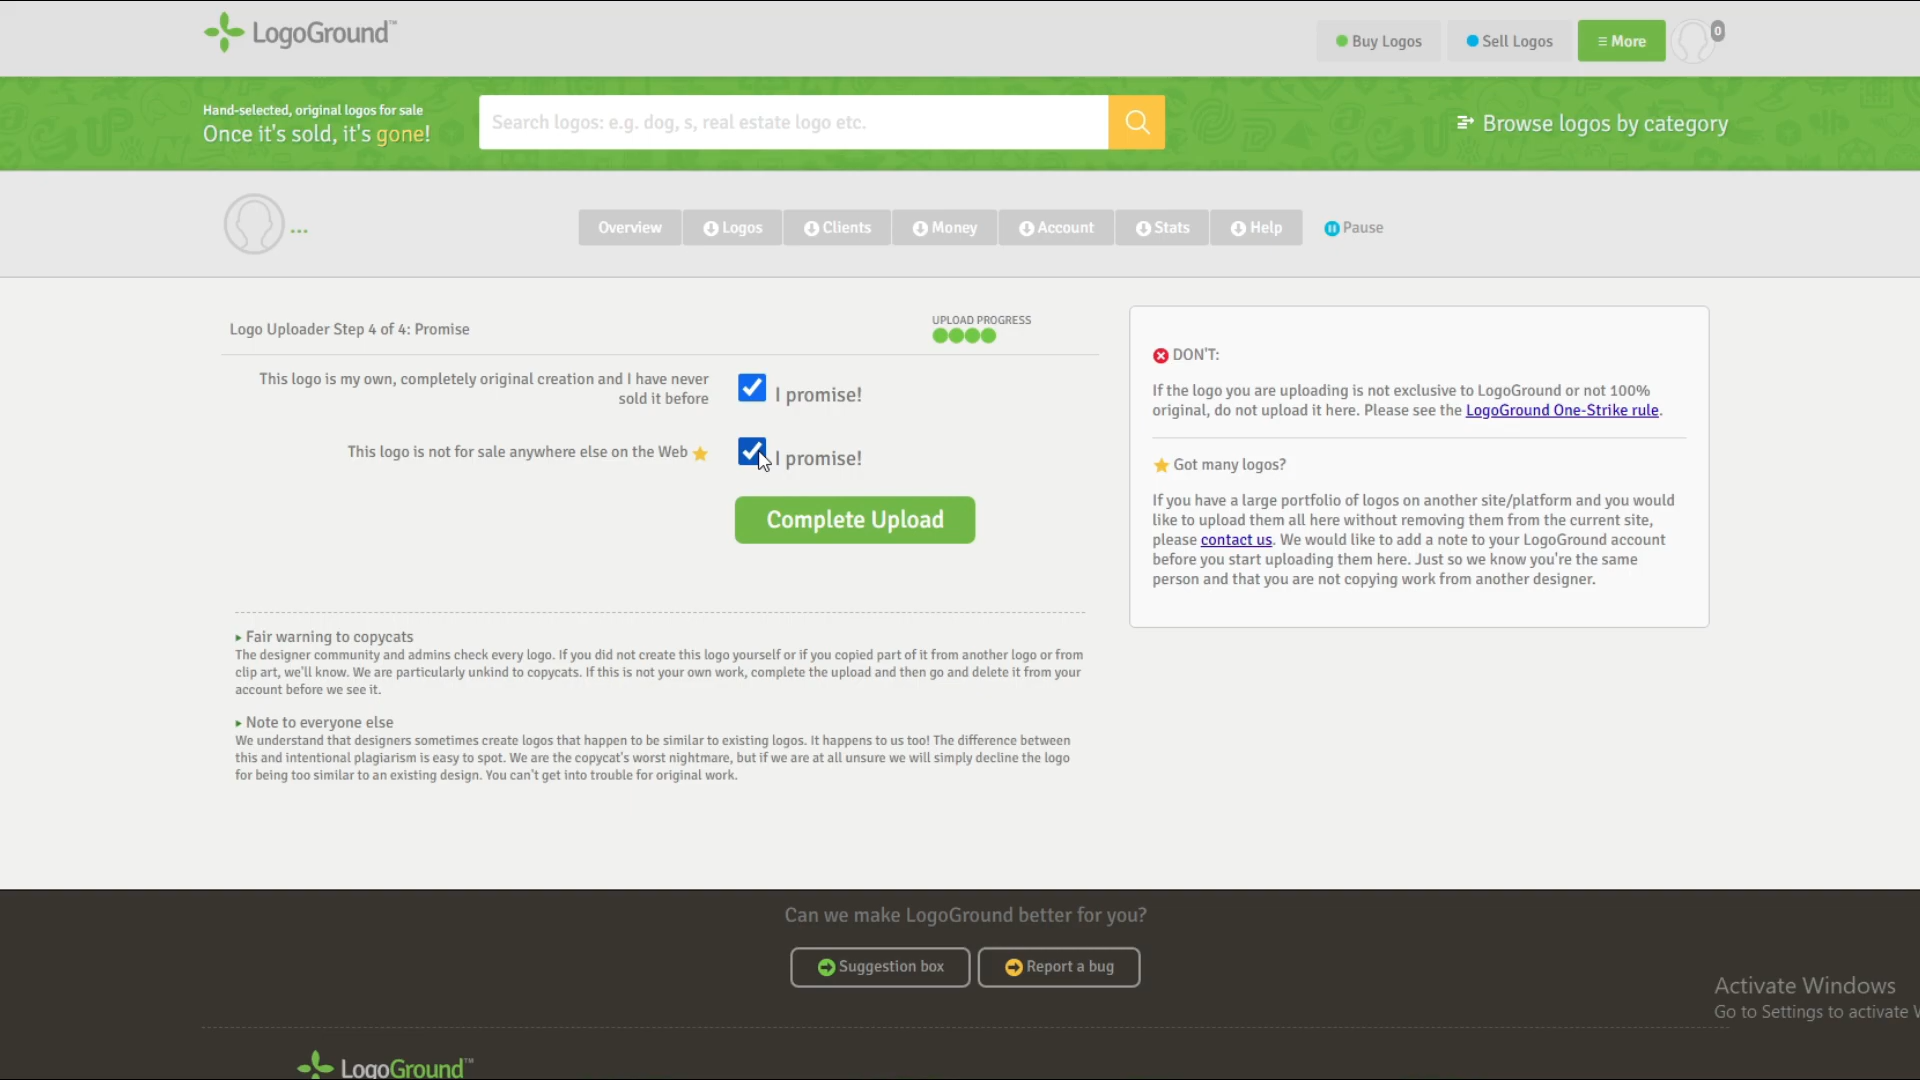 LogoGround™
Buy Logos
Sell Logos
≡ More
0
Hand-selected, original logos for sale
Once it's sold, it's gone!
Search logos: e.g. dog, s, real estate logo etc.
Browse logos by category
...
Overview
Logos
Clients
Money
Account
Stats
Help
Pause
Logo Uploader Step 4 of 4: Promise
UPLOAD PROGRESS
This logo is my own, completely original creation and I have never
sold it before
I promise!
This logo is not for sale anywhere else on the Web
I promise!
Complete Upload
DON'T:
If the logo you are uploading is not exclusive to LogoGround or not 100%
original, do not upload it here. Please see the LogoGround One-Strike rule.
Got many logos?
If you have a large portfolio of logos on another site/platform and you would
like to upload them all here without removing them from the current site,
please contact us. We would like to add a note to your LogoGround account
before you start uploading them here. Just so we know you're the same
person and that you are not copying work from another designer.
▸ Fair warning to copycats
The designer community and admins check every logo. If you did not create this logo yourself or if you copied part of it from another logo or from
clip art, we'll know. We are particularly unkind to copycats. If this is not your own work, complete the upload and then go and delete it from your
account before we see it.
▸ Note to everyone else
We understand that designers sometimes create logos that happen to be similar to existing logos. It happens to us too! The difference between
this and intentional plagiarism is easy to spot. We are the copycat's worst nightmare, but if we are at all unsure we will simply decline the logo
for being too similar to an existing design. You can't get into trouble for original work.
Can we make LogoGround better for you?
Suggestion box
Report a bug
Activate Windows
Go to Settings to activate
LogoGround™